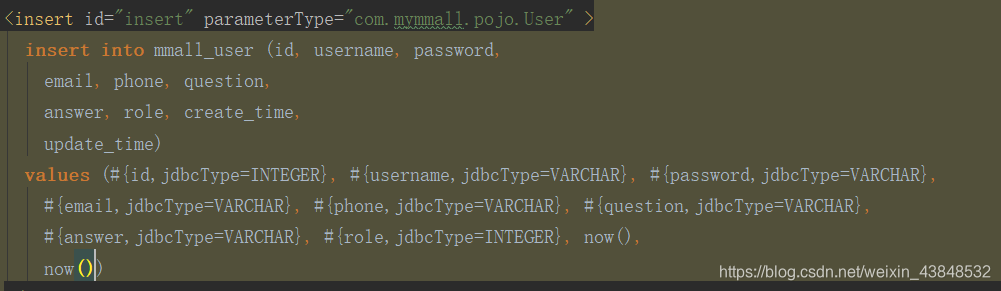 <insert id="insert" parameterType="com.mymmall.pojo.User" >
insert into mmall_user (id, username, password,
email, phone, question,
answer, role, create_time,
update_time)
values (#{id,jdbcType=INTEGER}, #{username,jdbcType=VARCHAR}, #{password,jdbcType=VARCHAR},
#{email,jdbcType=VARCHAR}, #{phone,jdbcType=VARCHAR}, #{question,jdbcType=VARCHAR},
#{answer,jdbcType=VARCHAR}, #{role,jdbcType=INTEGER}, now(),
now())
https://blog.csdn.net/weixin_43848532